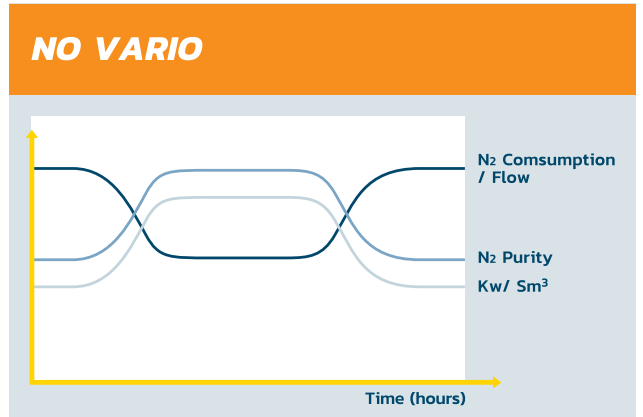 NO VARIO
N₂ Comsumption
/ Flow
N₂ Purity
Kw/ Sm³
Time (hours)